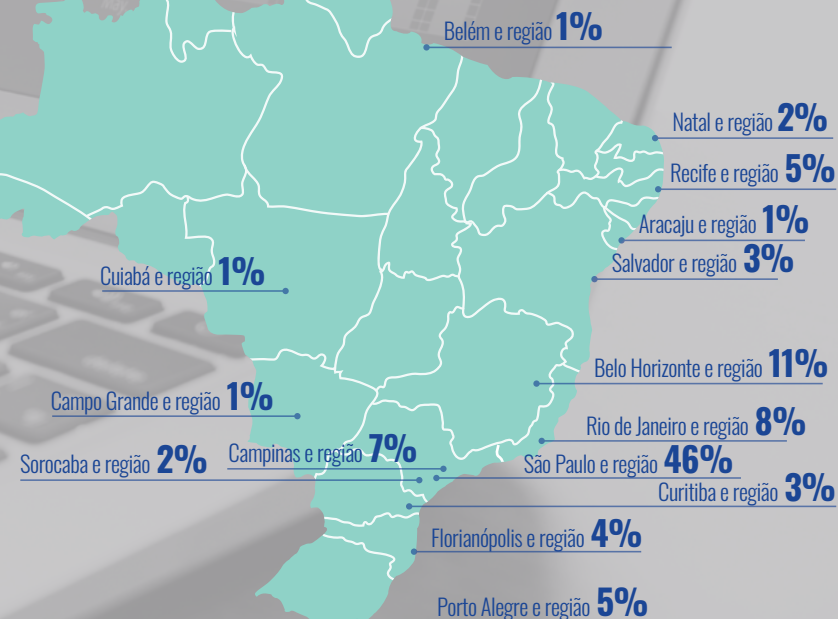 Belém e região 1%
Natal e região 2%
Recife e região 5%
Aracaju e região 1%
Salvador e região 3%
Cuiabá e região 1%
Belo Horizonte e região 11%
Campo Grande e região 1%
Rio de Janeiro e região 8%
Sorocaba e região 2%
Campinas e região 7%
São Paulo e região 46%
Curitiba e região 3%
Florianópolis e região 4%
Porto Alegre e região 5%